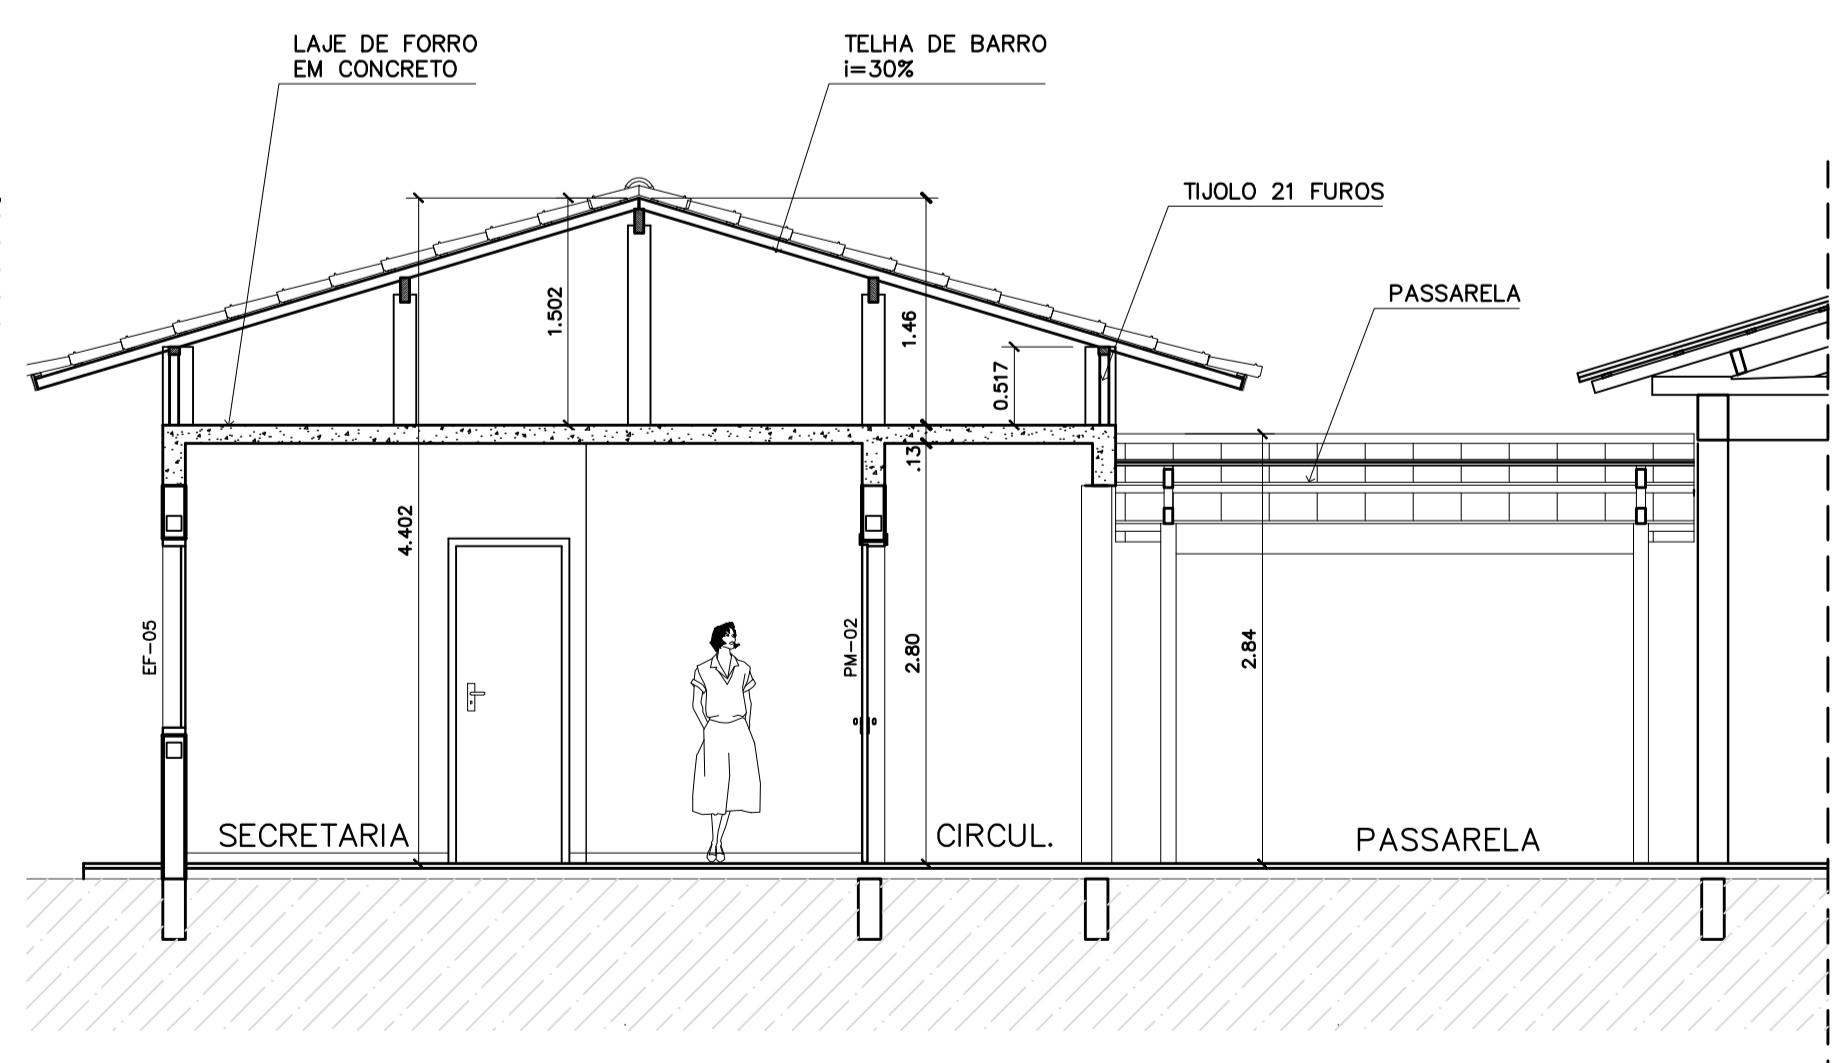 LAJE DE FORRO
EM CONCRETO
TELHA DE BARRO
i=30%
TIJOLO 21 FUROS
PASSARELA
1.502
1.46
0.517
.13
4.402
EF-05
PM-02
2.80
2.84
SECRETARIA
CIRCUL.
PASSARELA